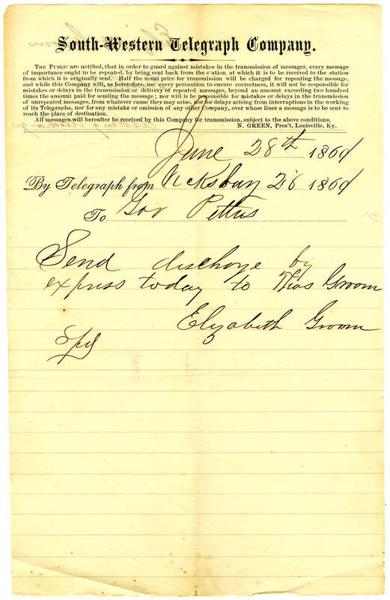 South-Western Telegraph Company.
The Public are notified, that in order to guard against mistakes in the transmission of messages, every message
of importance ought to be repeated, by being sent back from the station at which it is to be received to the station
from which it is originally sent. Half the usual price for transmission will be charged for repeating the message,
and while this Company will, as heretofore, use every precaution to ensure correctness, it will not be responsible for
mistakes or delays in the transmission or delivery of repeated messages, beyond an amount exceeding two hundred
times the amount paid for sending the message; nor will it be responsible for mistakes or delays in the transmission
of unrepeated messages, from whatever cause they may arise, nor for delays arising from interruptions in the working
of its Telegraphs, nor for any mistake or omission of any other Company, over whose lines a message is to be sent to
reach the place of destination.
All messages will hereafter be received by this Company for transmission, subject to the above conditions.
N. GREEN, Pres't, Louisville, Ky.
June 28th 1860
By Telegraph from Vicksburg 28 1860
To Gov Pettus
Send discharge by
express today to Thos Groom
Elizabeth Groom